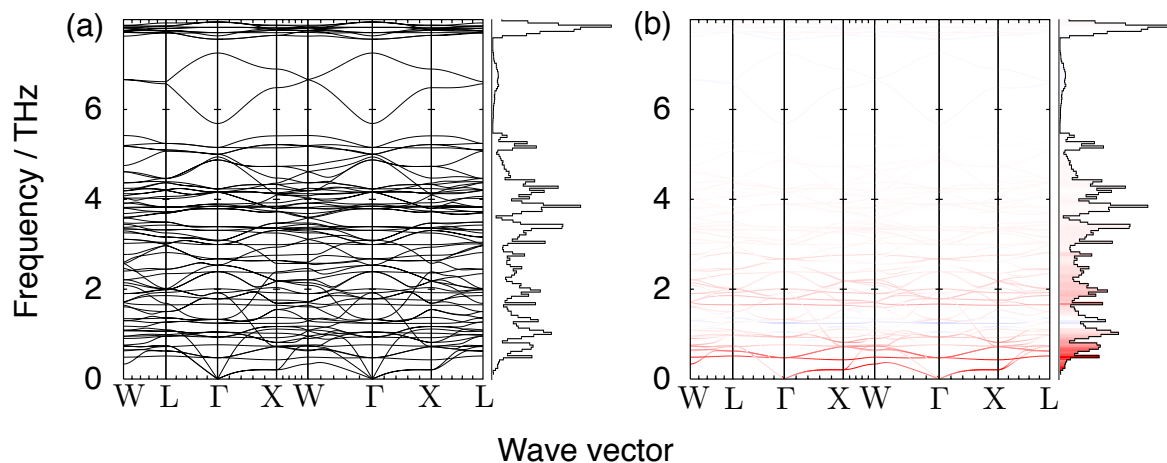 (a)
(b)
Frequency / THz
6
4
2
0
W L Γ X W Γ X L
6
4
2
0
W L Γ X W Γ X L
Wave vector